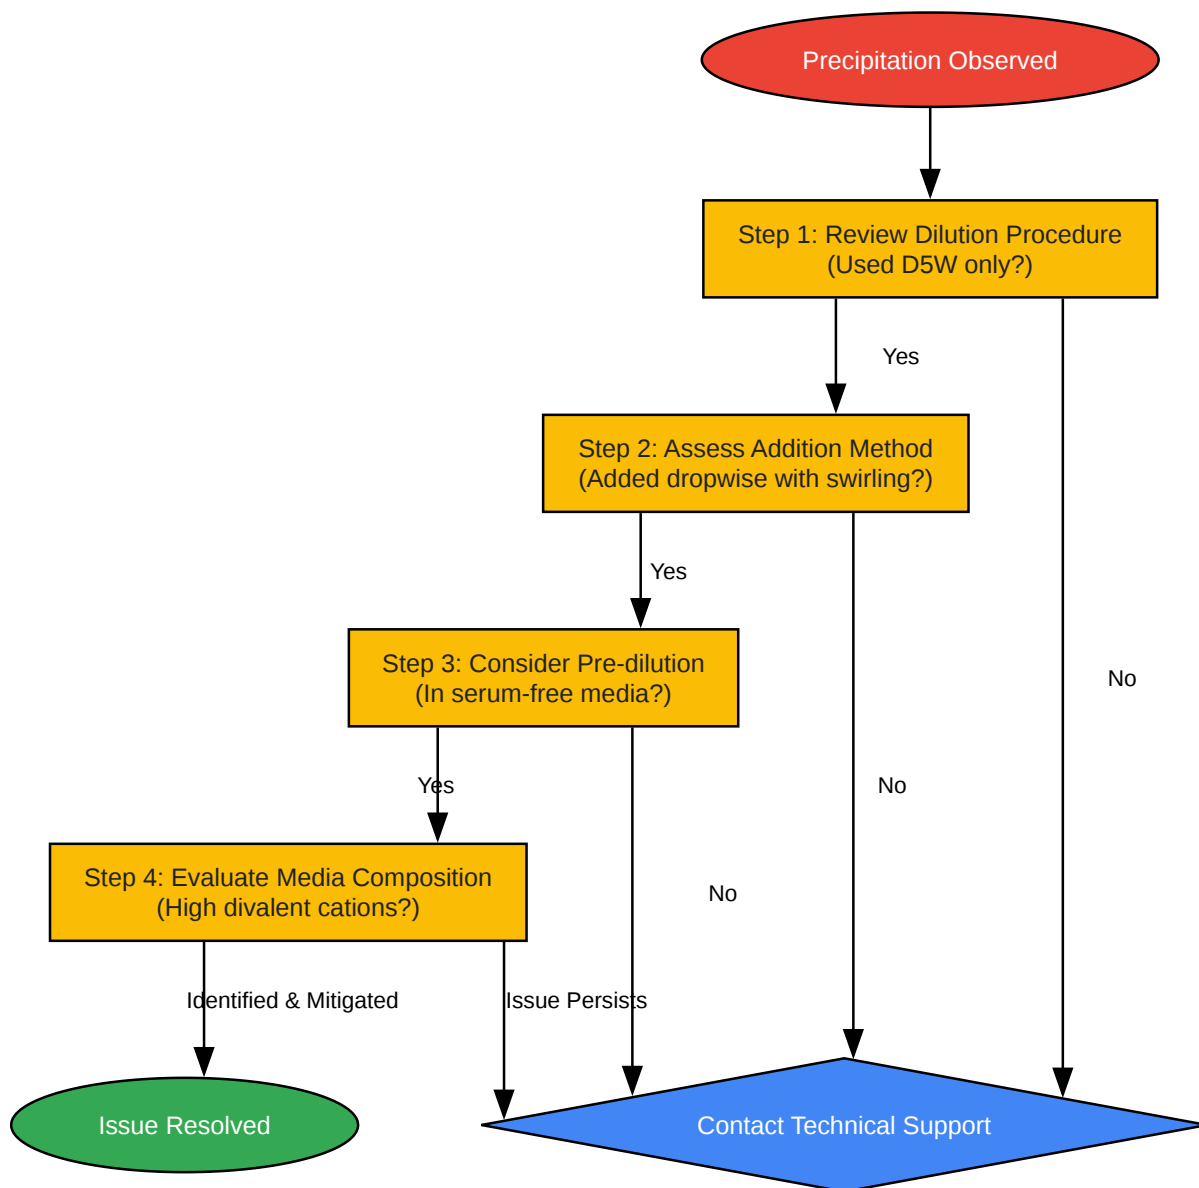 Precipitation Observed
Step 1: Review Dilution Procedure
(Used D5W only?)
Yes
Step 2: Assess Addition Method
(Added dropwise with swirling?)
Yes
Step 3: Consider Pre-dilution
(In serum-free media?)
No
Yes
No
Step 4: Evaluate Media Composition
(High divalent cations?)
No
Identified & Mitigated
Issue Persists
Issue Resolved
Contact Technical Support